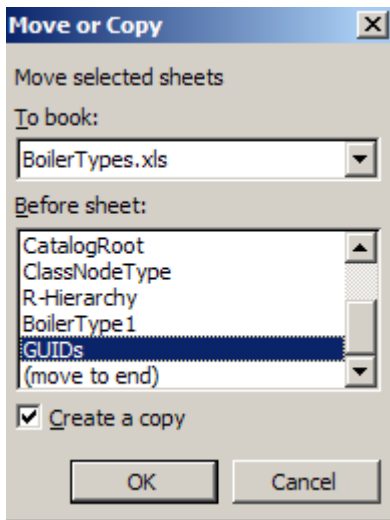 Move or Copy
Move selected sheets
To book:
BoilerTypes.xls
Before sheet:
CatalogRoot
ClassNodeType
R-Hierarchy
BoilerType1
GUIDs
(move to end)
Create a copy
OK Cancel